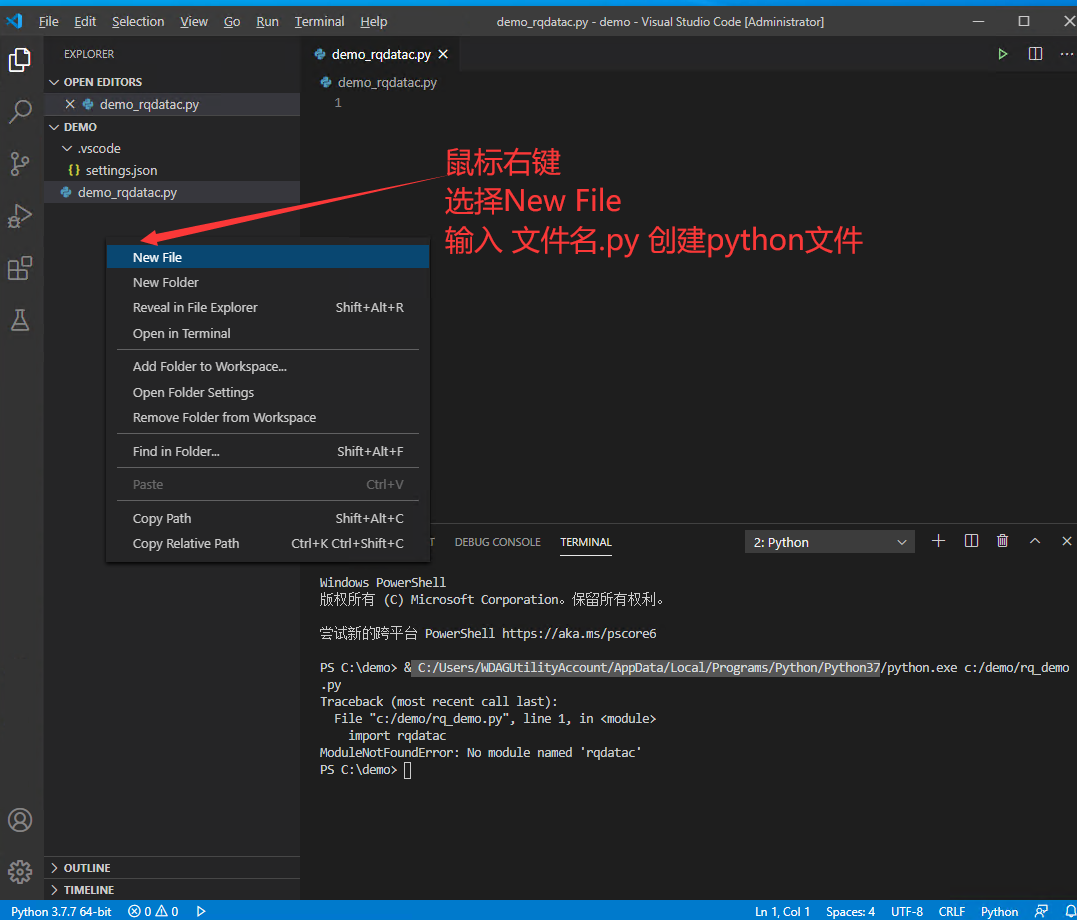 File Edit Selection View Go Run Terminal Help demo_rqdatac.py - demo - Visual Studio Code [Administrator]
EXPLORER
demo_rqdatac.py
OPEN EDITORS
demo_rqdatac.py
demo_rqdatac.py
1
DEMO
.vscode
{} settings.json
demo_rqdatac.py
鼠标右键
选择New File
输入 文件名.py 创建python文件
New File
New Folder
Reveal in File Explorer Shift+Alt+R
Open in Terminal
Add Folder to Workspace...
Open Folder Settings
Remove Folder from Workspace
Find in Folder... Shift+Alt+F
Paste Ctrl+V
Copy Path Shift+Alt+C
Copy Relative Path Ctrl+K Ctrl+Shift+C
T DEBUG CONSOLE TERMINAL 2: Python
Windows PowerShell
版权所有 (C) Microsoft Corporation。保留所有权利。
尝试新的跨平台 PowerShell https://aka.ms/pscore6
PS C:\demo> & C:/Users/WDAGUtilityAccount/AppData/Local/Programs/Python/Python37/python.exe c:/demo/rq_demo
.py
Traceback (most recent call last):
File "c:/demo/rq_demo.py", line 1, in <module>
import rqdatac
ModuleNotFoundError: No module named 'rqdatac'
PS C:\demo>
OUTLINE
TIMELINE
Python 3.7.7 64-bit 0 0 Ln 1, Col 1 Spaces: 4 UTF-8 CRLF Python